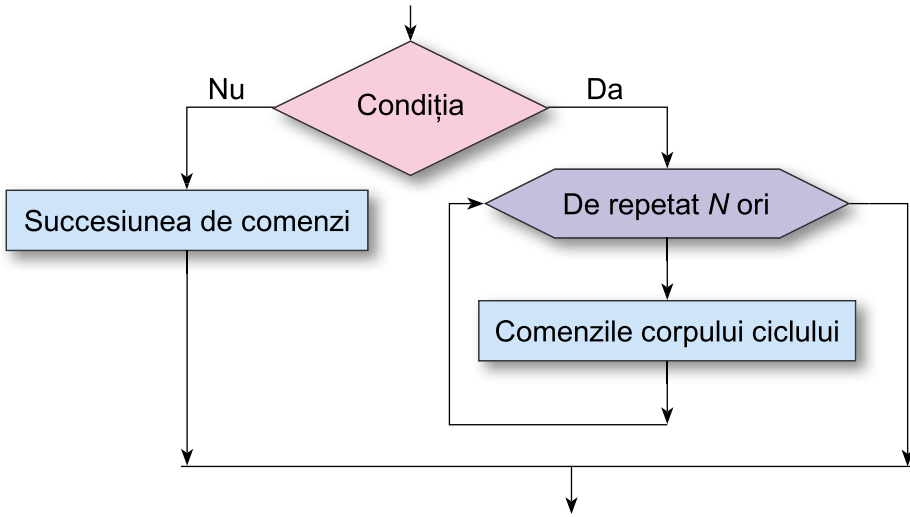 Condiția
Nu
Da
Succesiunea de comenzi
De repetat N ori
Comenzile corpului ciclului